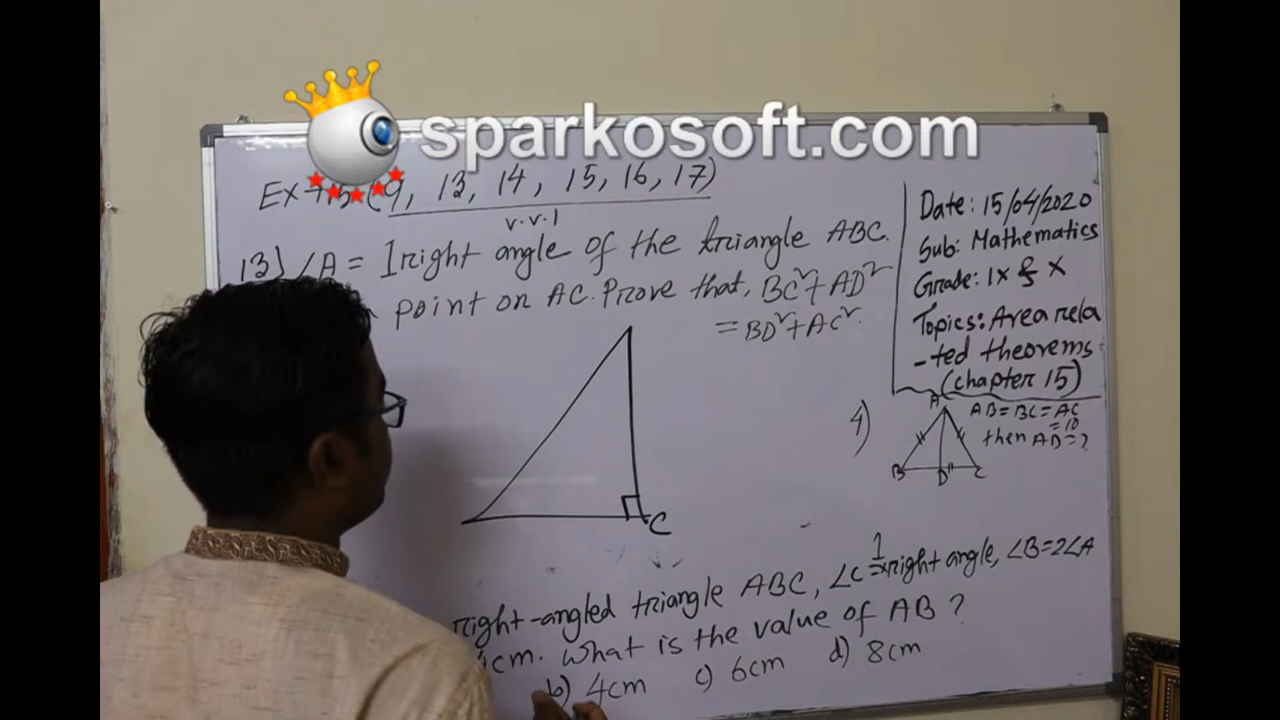 sparkosoft.com
Ex-15 (9, 13, 14, 15, 16, 17)
v.v.1
13) ∠A = 1 right angle of the triangle ABC.
point on AC. Prove that, BC²+AD²
= BD²+AC².
Date: 15/04/2020
Sub: Mathematics
Grade: IX & X
Topics: Area rela
-ted theorems
(chapter 15)
4)
A
AB=BC=AC
=10
then AD=?
B D C
C
right-angled triangle ABC, ∠C = 1 right angle, ∠B=2∠A
cm. What is the value of AB?
b) 4cm c) 6cm d) 8cm